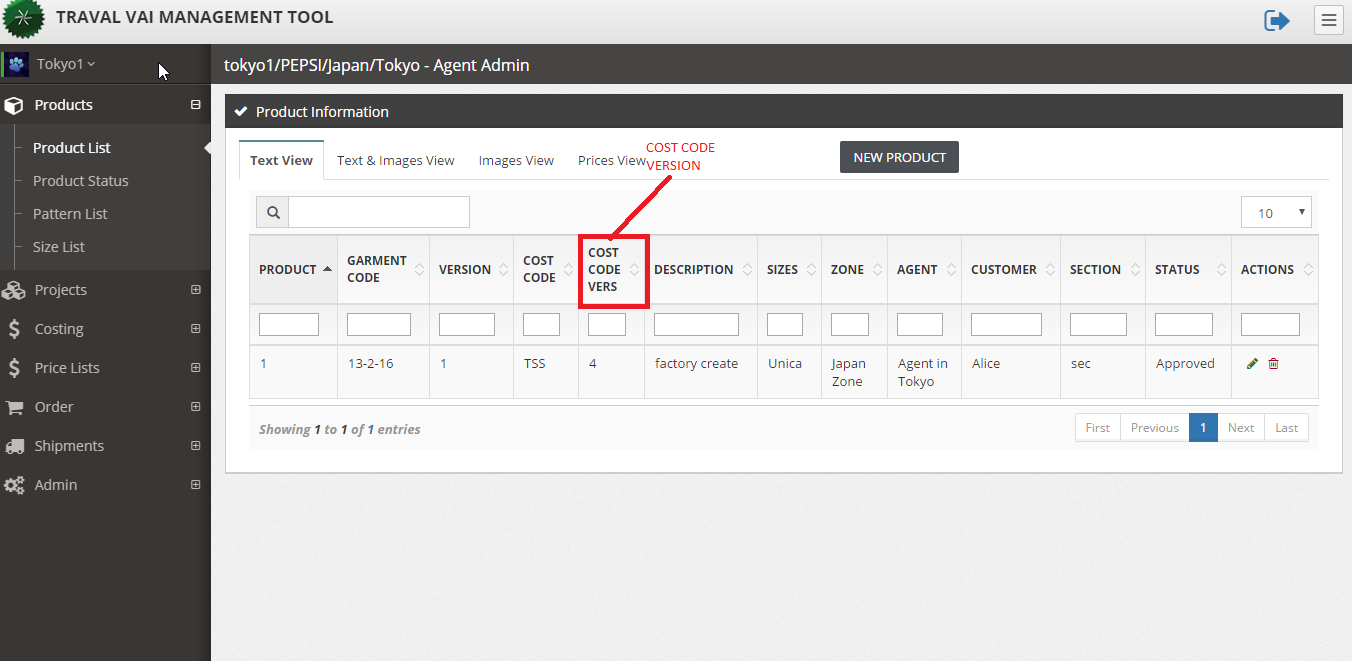 TRAVAL VAI MANAGEMENT TOOL
Tokyo1
tokyo1/PEPSI/Japan/Tokyo - Agent Admin
Products
Product List
Product Status
Pattern List
Size List
Projects
Costing
Price Lists
Order
Shipments
Admin
Product Information
Text View Text & Images View Images View Prices View
COST CODE
VERSION
NEW PRODUCT
10
PRODUCT
GARMENT
CODE
VERSION
COST
CODE
COST
CODE
VERS
DESCRIPTION
SIZES
ZONE
AGENT
CUSTOMER
SECTION
STATUS
ACTIONS
1
13-2-16
1
TSS
4
factory create
Unica
Japan
Zone
Agent in
Tokyo
Alice
sec
Approved
Showing 1 to 1 of 1 entries
First Previous 1 Next Last